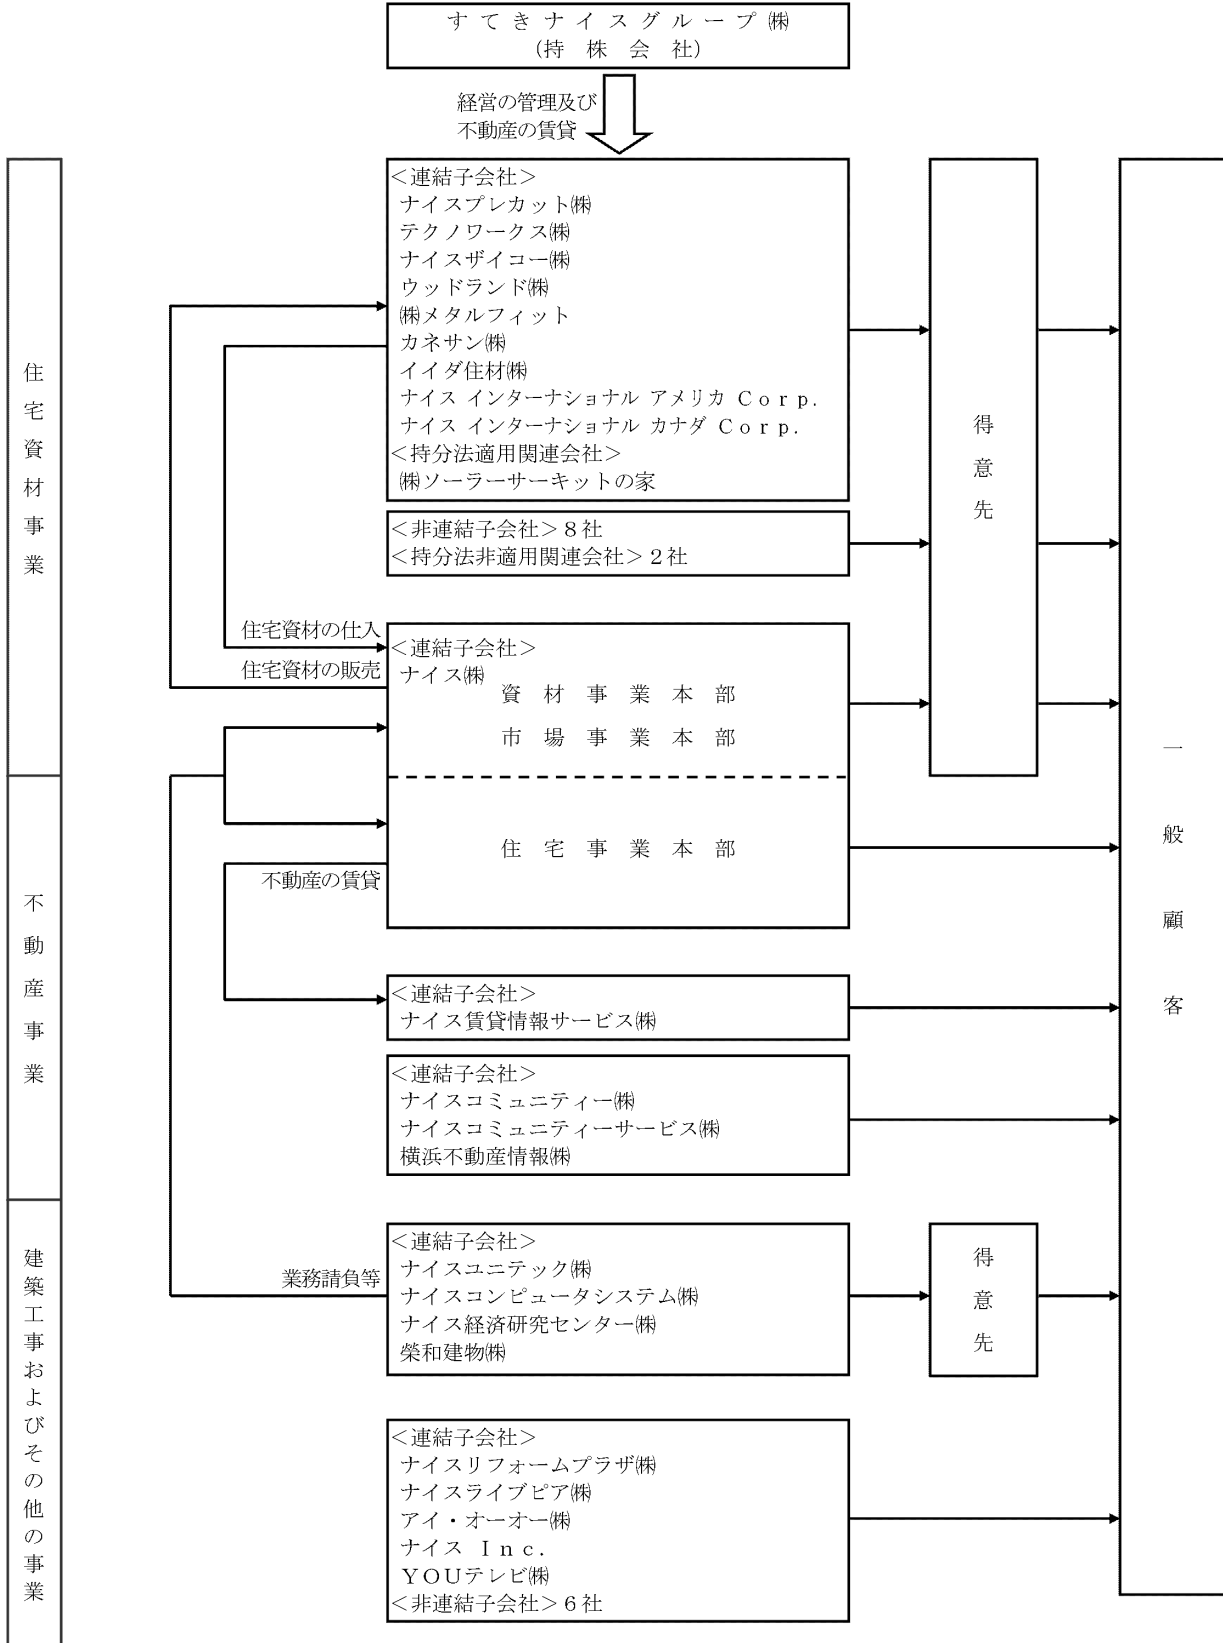 すてきナイスグループ㈱
(持株会社)
経営の管理及び
不動産の賃貸
住宅資材事業
＜連結子会社＞
ナイスプレカット㈱
テクノワークス㈱
ナイスザイコー㈱
ウッドランド㈱
㈱メタルフィット
カネサン㈱
イイダ住材㈱
ナイス インターナショナル アメリカ Ｃｏｒｐ．
ナイス インターナショナル カナダ Ｃｏｒｐ．
＜持分法適用関連会社＞
㈱ソーラーサーキットの家
得意先
＜非連結子会社＞８社
＜持分法非適用関連会社＞２社
住宅資材の仕入
住宅資材の販売
＜連結子会社＞
ナイス㈱
資材事業本部
市場事業本部
一般顧客
不動産事業
住宅事業本部
不動産の賃貸
＜連結子会社＞
ナイス賃貸情報サービス㈱
＜連結子会社＞
ナイスコミュニティー㈱
ナイスコミュニティーサービス㈱
横浜不動産情報㈱
建築工事およびその他の事業
業務請負等
＜連結子会社＞
ナイスユニテック㈱
ナイスコンピュータシステム㈱
ナイス経済研究センター㈱
榮和建物㈱
得意先
＜連結子会社＞
ナイスリフォームプラザ㈱
ナイスライブピア㈱
アイ・オーオー㈱
ナイス Ｉｎｃ．
ＹＯＵテレビ㈱
＜非連結子会社＞６社